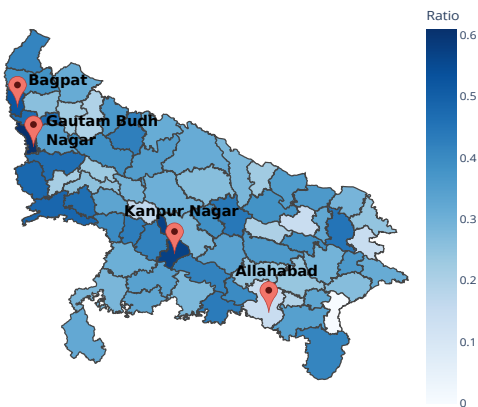 Ratio
0.6
Bagpat
0.5
Gautam Budh
Nagar
0.4
0.3
Kanpur Nagar
0.2
Allahabad
0.1
0